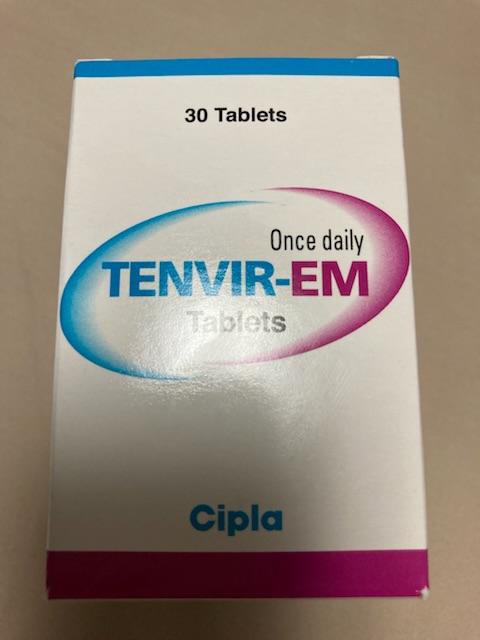 30 Tablets
Once daily
TENVIR-EM
Tablets
Cipla